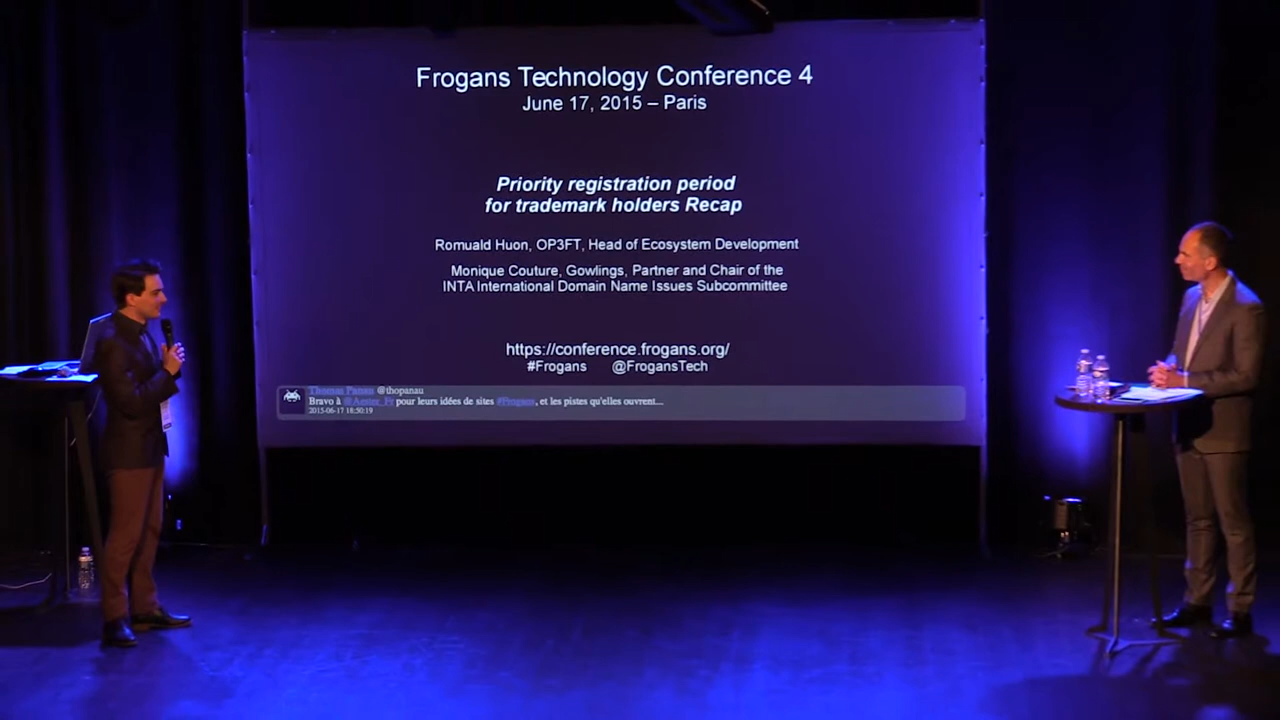 Frogans Technology Conference 4
June 17, 2015 – Paris
Priority registration period
for trademark holders Recap
Romuald Huon, OP3FT, Head of Ecosystem Development
Monique Couture, Gowlings, Partner and Chair of the
INTA International Domain Name Issues Subcommittee
https://conference.frogans.org/
#Frogans @FrogansTech
Thomas Panau @thopanau
Bravo à @Aester_Fr pour leurs idées de sites #Frogans, et les pistes qu'elles ouvrent...
2015-06-17 18:50:19